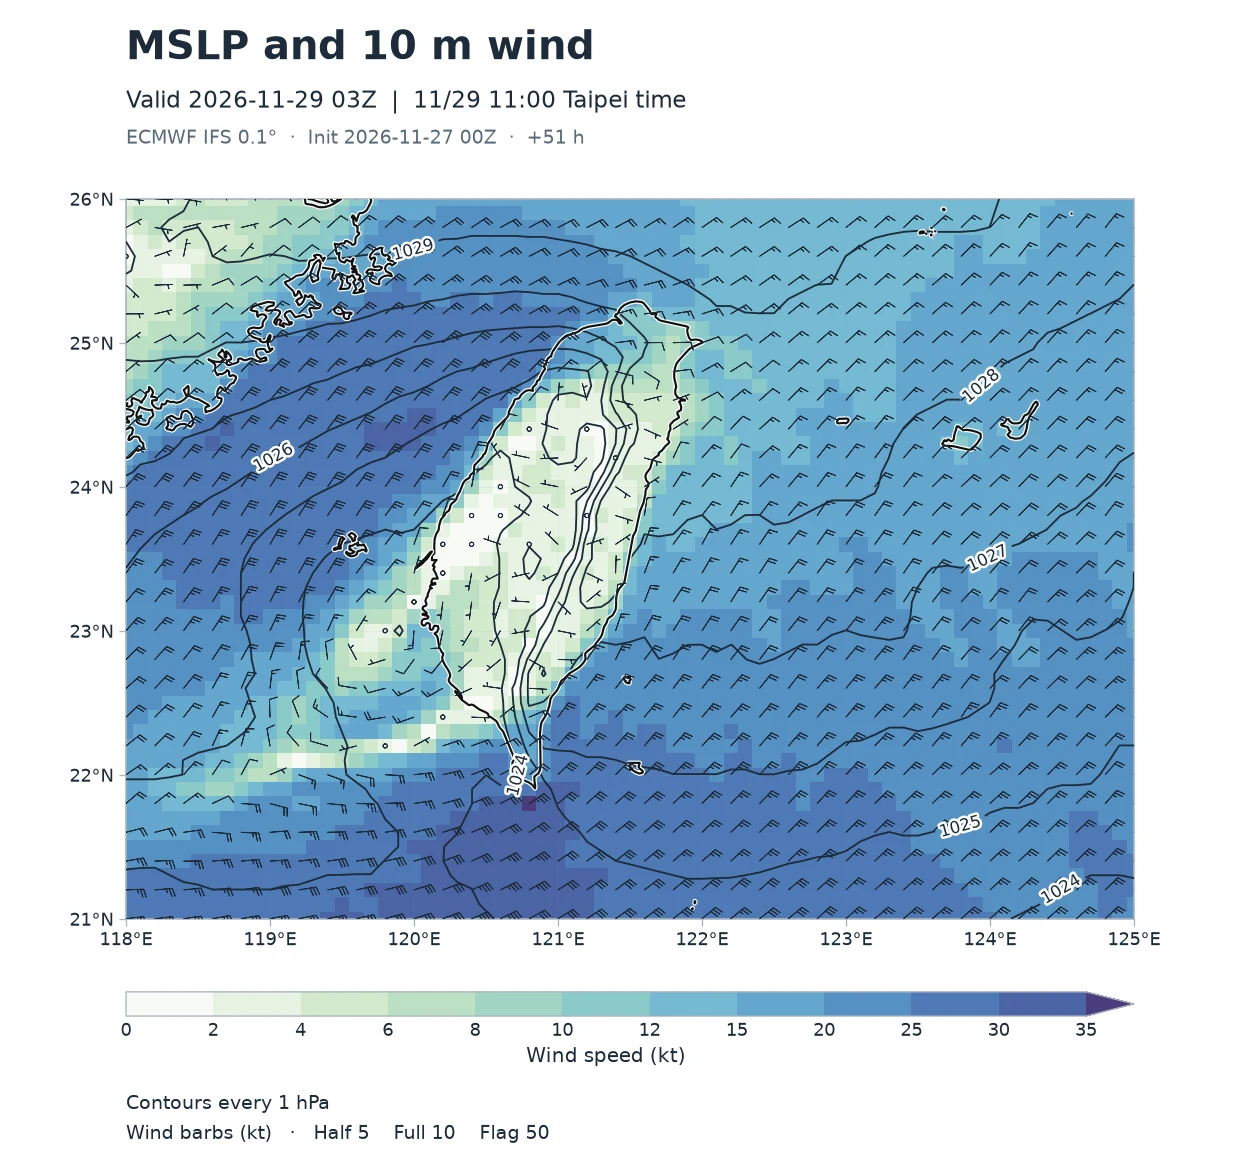 MSLP and 10 m wind
Valid 2026-11-29 03Z | 11/29 11:00 Taipei time
ECMWF IFS 0.1° · Init 2026-11-27 00Z · +51 h
26°N
1029
25°N
1028
1026
24°N
1027
23°N
22°N
1024
1025
1024
21°N
118°E 119°E 120°E 121°E 122°E 123°E 124°E 125°E
0 2 4 6 8 10 12 15 20 25 30 35
Wind speed (kt)
Contours every 1 hPa
Wind barbs (kt) · Half 5 Full 10 Flag 50